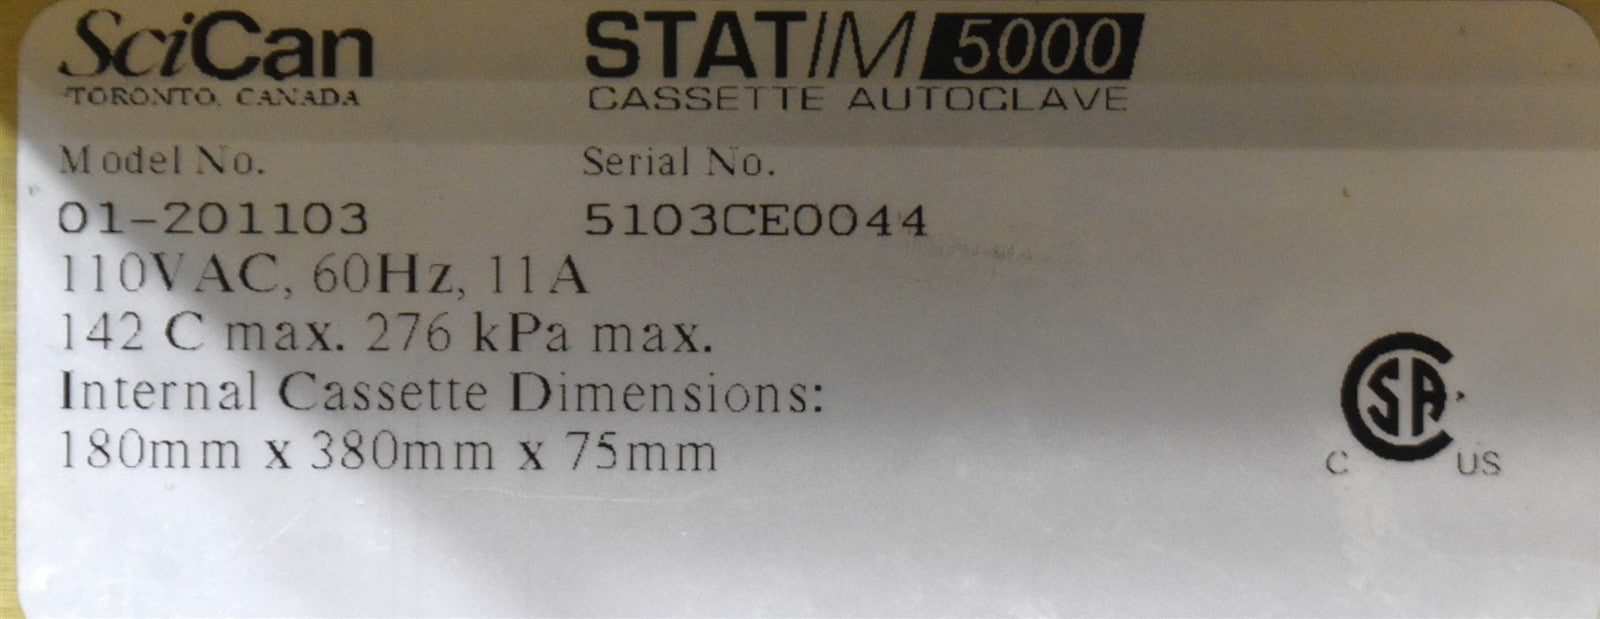 SciCan STATIM 5000
TORONTO, CANADA CASSETTE AUTOCLAVE
Model No. Serial No.
01-201103 5103CE0044
110VAC, 60Hz, 11A
142 C max. 276 kPa max.
Internal Cassette Dimensions:
180mm x 380mm x 75mm
CSA
C US